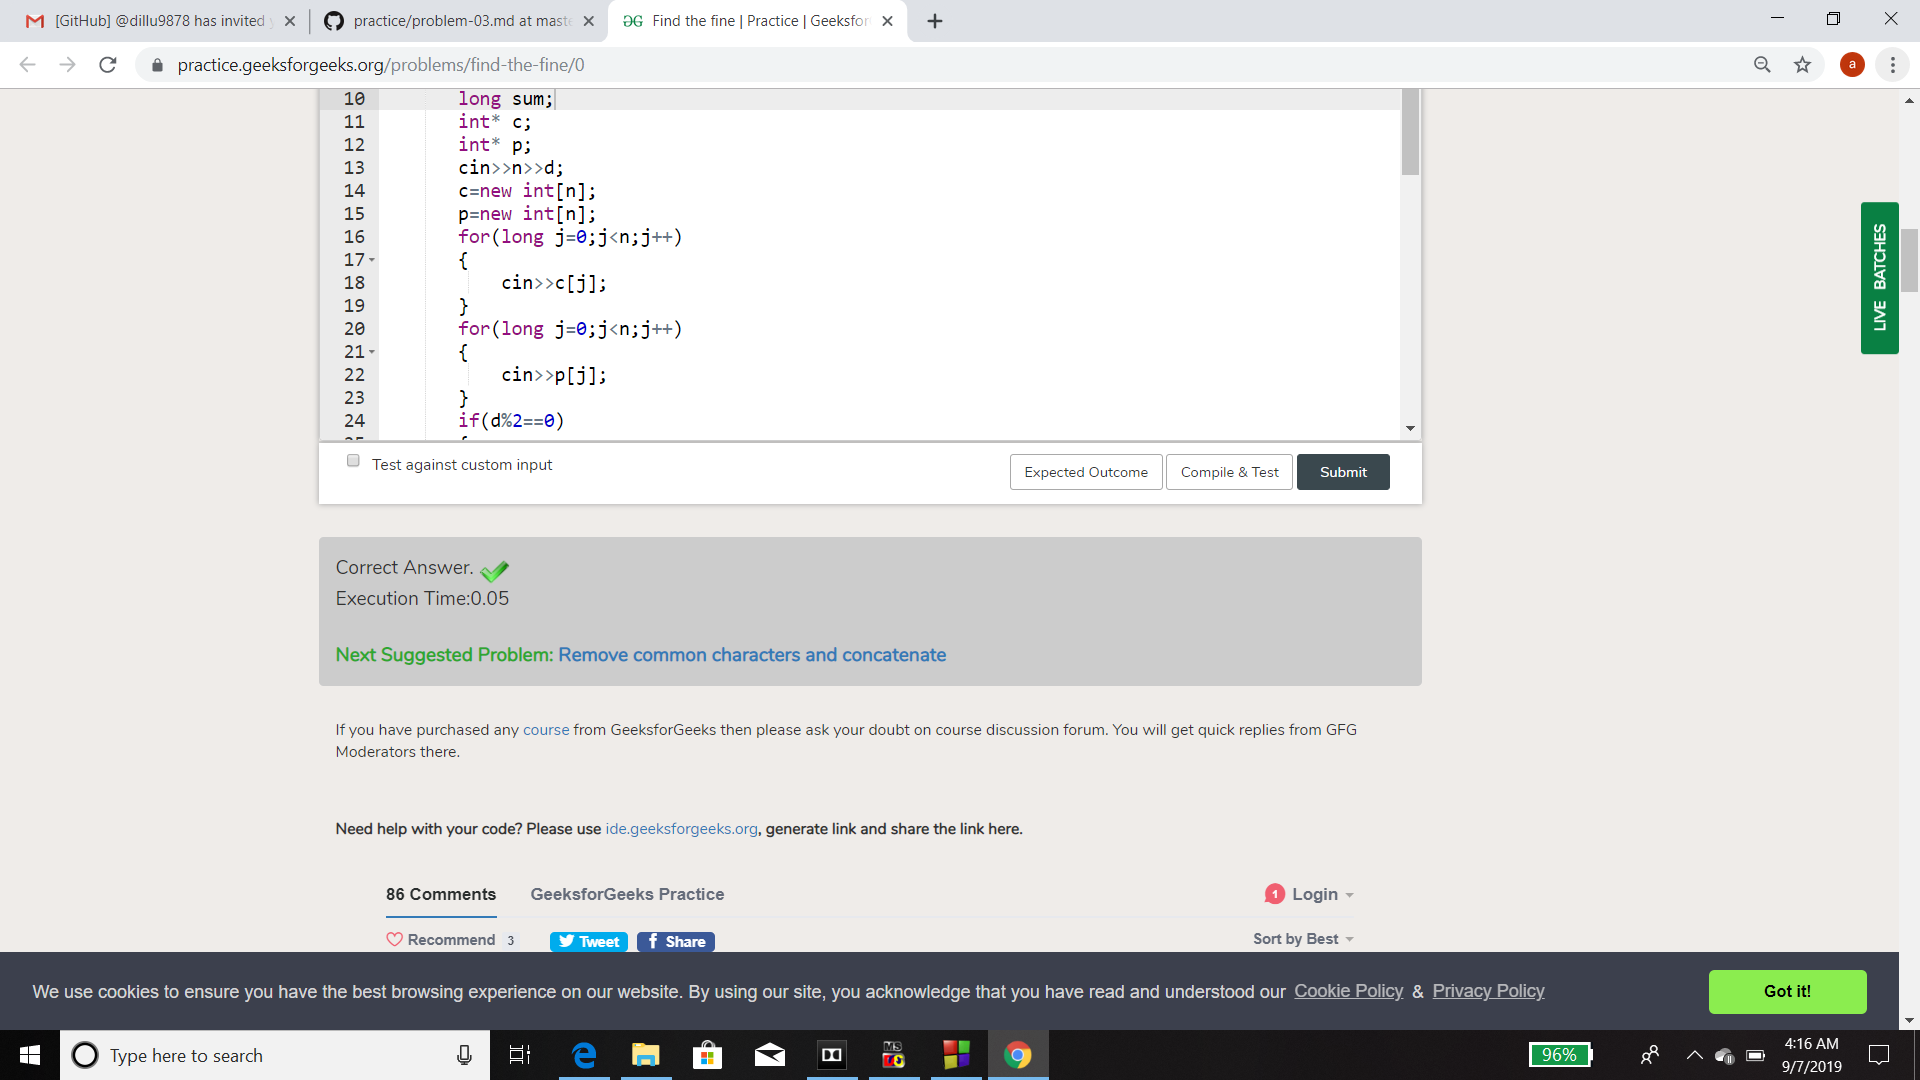 [GitHub] @dillu9878 has invited
practice/problem-03.md at mast
Find the fine | Practice | Geeksfor
practice.geeksforgeeks.org/problems/find-the-fine/0
a
10 long sum;
11 int* c;
12 int* p;
13 cin>>n>>d;
14 c=new int[n];
15 p=new int[n];
16 for(long j=0;j<n;j++)
17 {
18 cin>>c[j];
19 }
20 for(long j=0;j<n;j++)
21 {
22 cin>>p[j];
23 }
24 if(d%2==0)
LIVE BATCHES
Test against custom input
Expected Outcome
Compile & Test
Submit
Correct Answer.
Execution Time:0.05
Next Suggested Problem: Remove common characters and concatenate
If you have purchased any course from GeeksforGeeks then please ask your doubt on course discussion forum. You will get quick replies from GFG
Moderators there.
Need help with your code? Please use ide.geeksforgeeks.org, generate link and share the link here.
86 Comments
GeeksforGeeks Practice
1
Login
Recommend 3
Tweet
Share
Sort by Best
We use cookies to ensure you have the best browsing experience on our website. By using our site, you acknowledge that you have read and understood our Cookie Policy & Privacy Policy
Got it!
Type here to search
96%
4:16 AM
9/7/2019